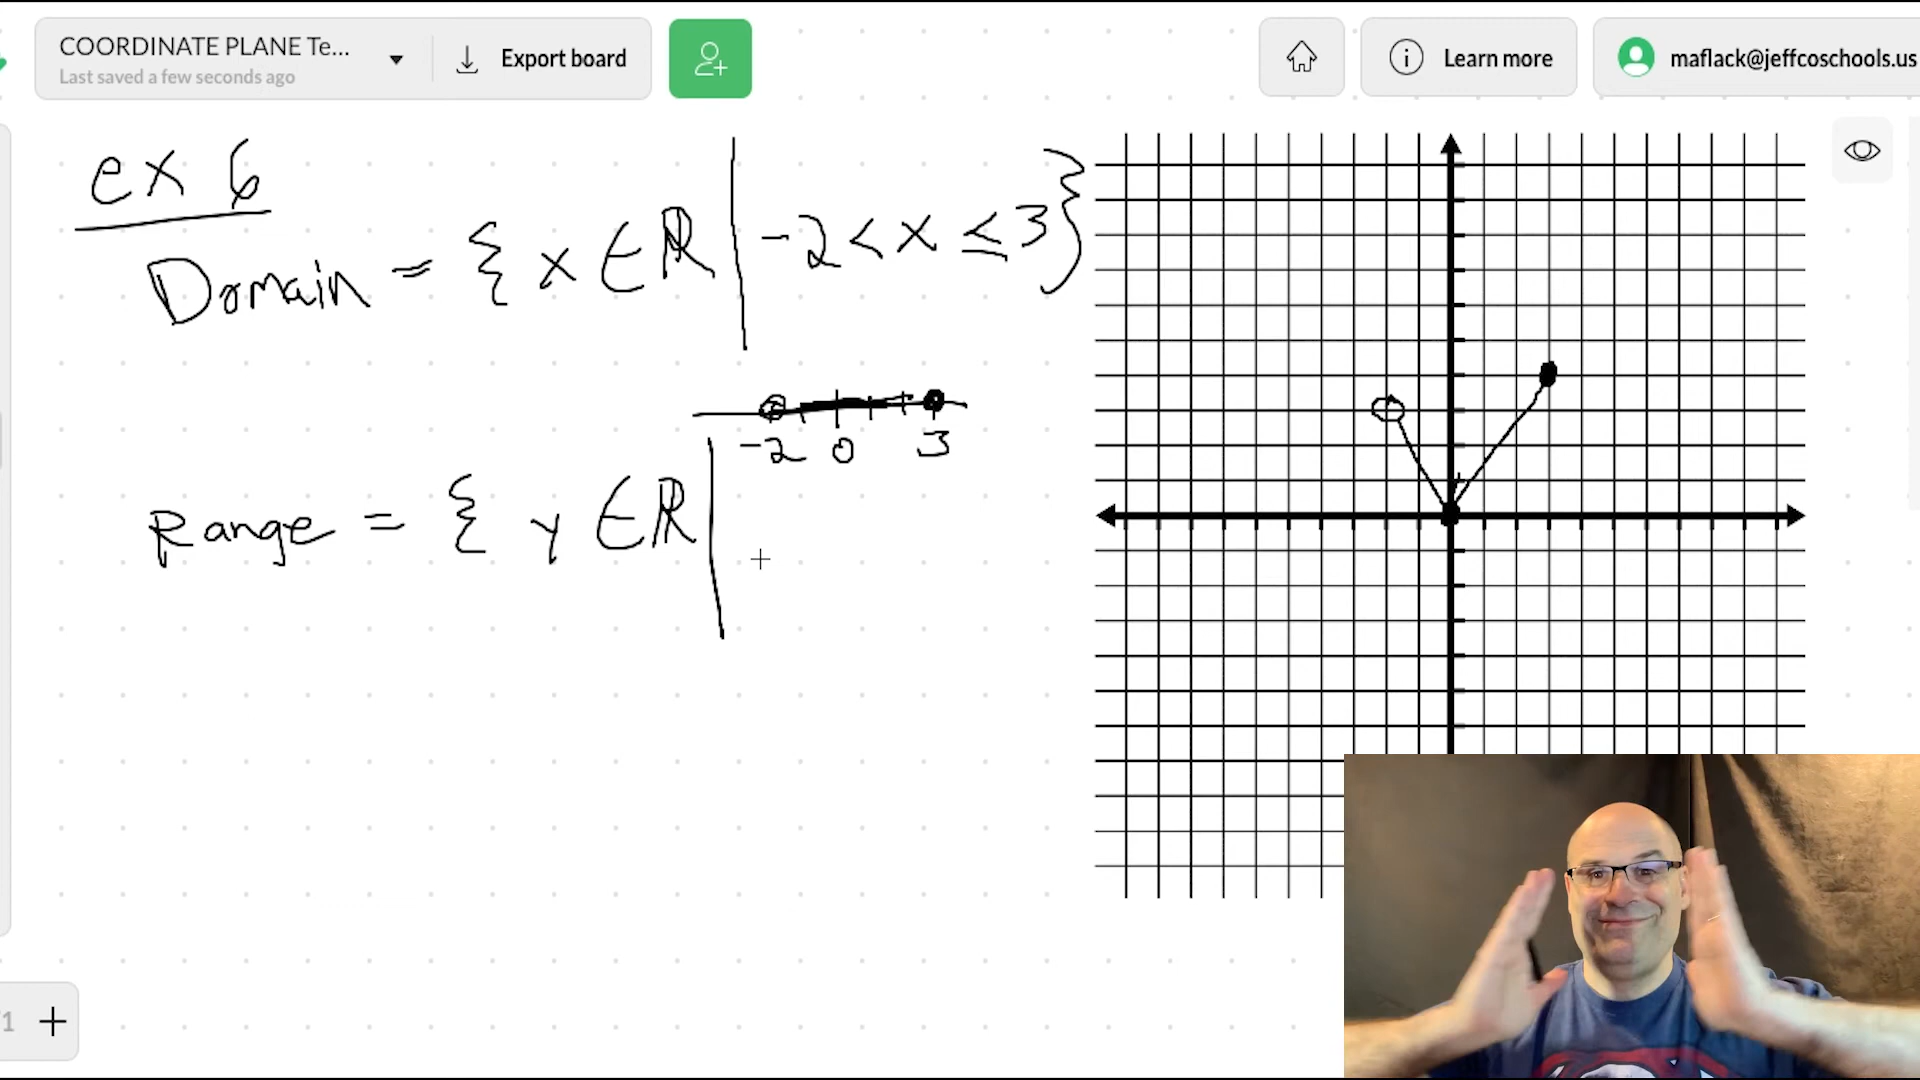 COORDINATE PLANE Te...
Last saved a few seconds ago
Export board
Learn more
maflack@jeffcoschools.us
ex 6
Domain = { x ∈ ℝ | -2 < x ≤ 3 }
-2 0 3
Range = { y ∈ ℝ |
1